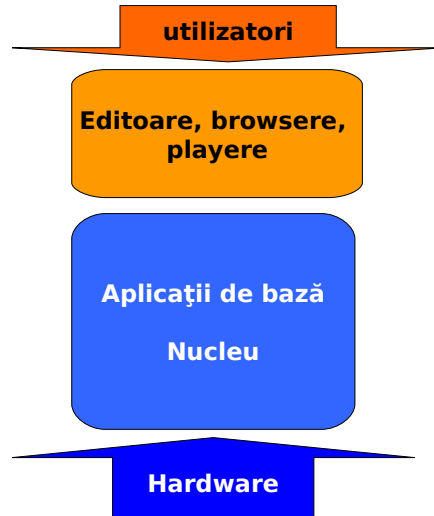 utilizatori
Editoare, browsere,
playere
Aplicaţii de bază
Nucleu
Hardware